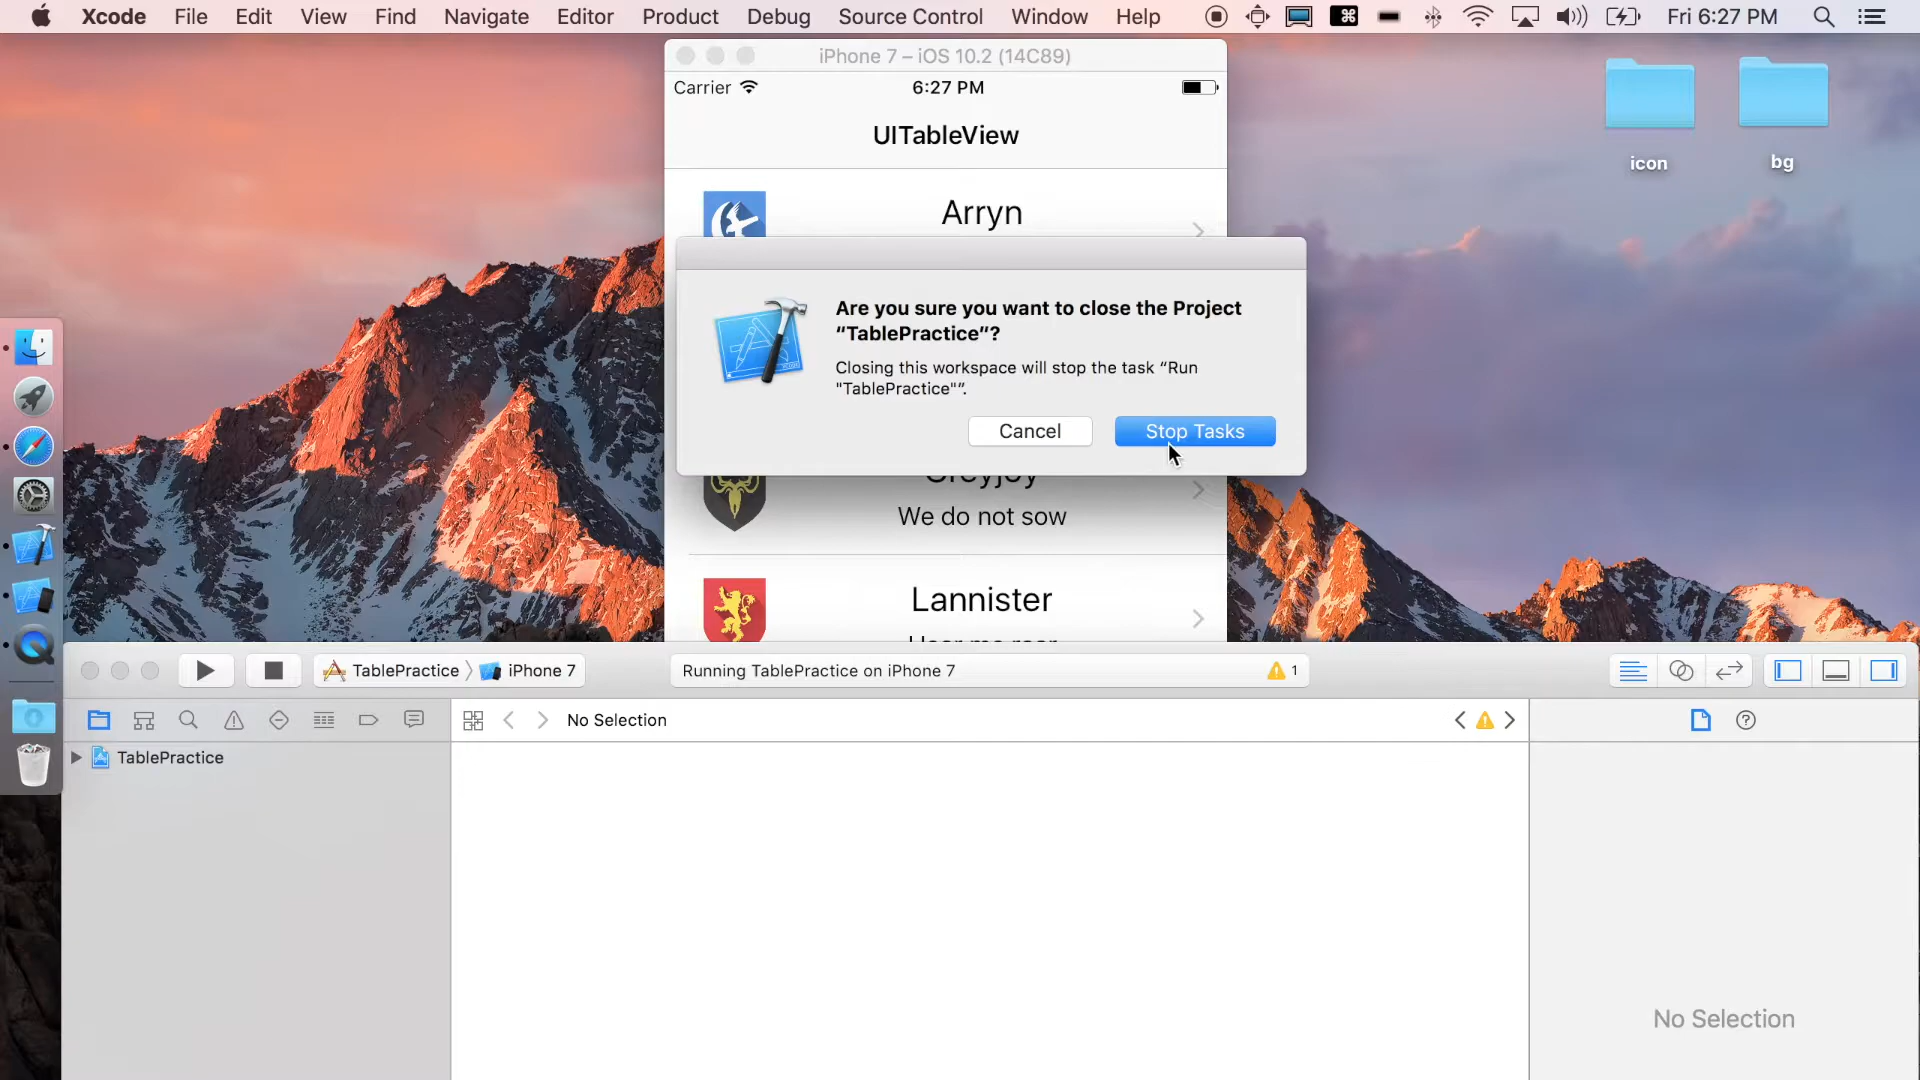 Xcode File Edit View Find Navigate Editor Product Debug Source Control Window Help Fri 6:27 PM
iPhone 7 – iOS 10.2 (14C89)
Carrier 6:27 PM
UITableView
icon
bg
Arryn
Are you sure you want to close the Project
“TablePractice”?
Closing this workspace will stop the task “Run
"TablePractice"”.
Cancel
Stop Tasks
Greyjoy
We do not sow
Lannister
TablePractice iPhone 7
Running TablePractice on iPhone 7
1
No Selection
TablePractice
No Selection